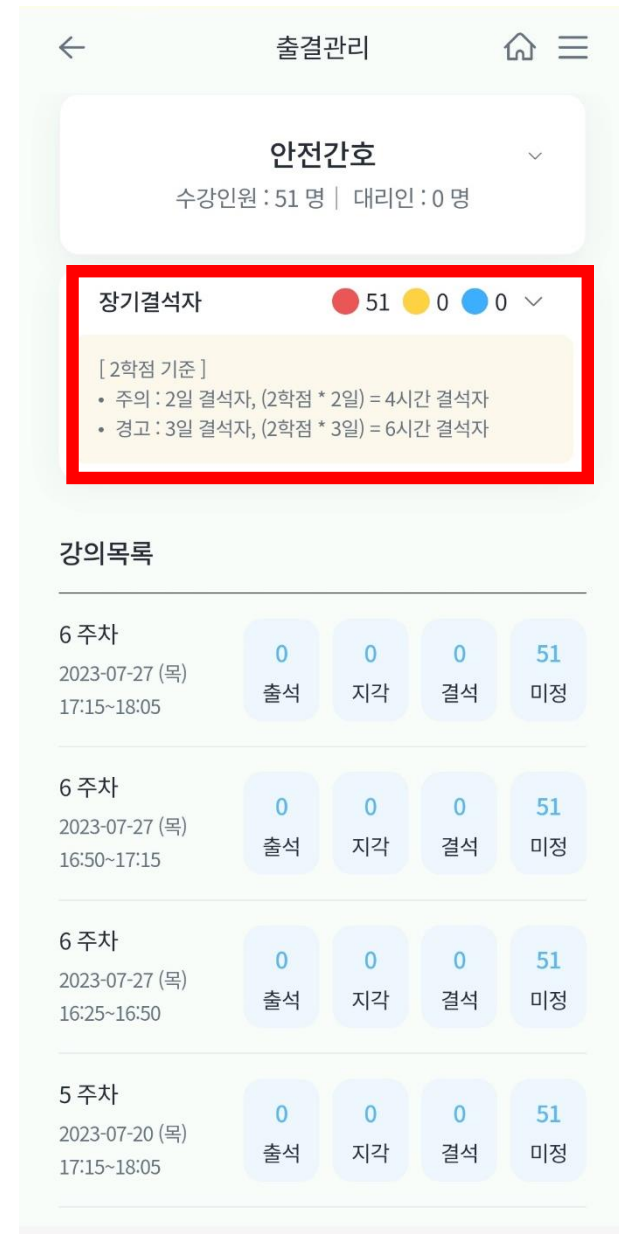 출결관리
안전간호
수강인원 : 51 명 | 대리인 : 0 명
장기결석자 51 0 0
[ 2학점 기준 ]
• 주의 : 2일 결석자, (2학점 * 2일) = 4시간 결석자
• 경고 : 3일 결석자, (2학점 * 3일) = 6시간 결석자
강의목록
6 주차
2023-07-27 (목)
17:15~18:05
0 0 0 51
출석 지각 결석 미정
6 주차
2023-07-27 (목)
16:50~17:15
0 0 0 51
출석 지각 결석 미정
6 주차
2023-07-27 (목)
16:25~16:50
0 0 0 51
출석 지각 결석 미정
5 주차
2023-07-20 (목)
17:15~18:05
0 0 0 51
출석 지각 결석 미정